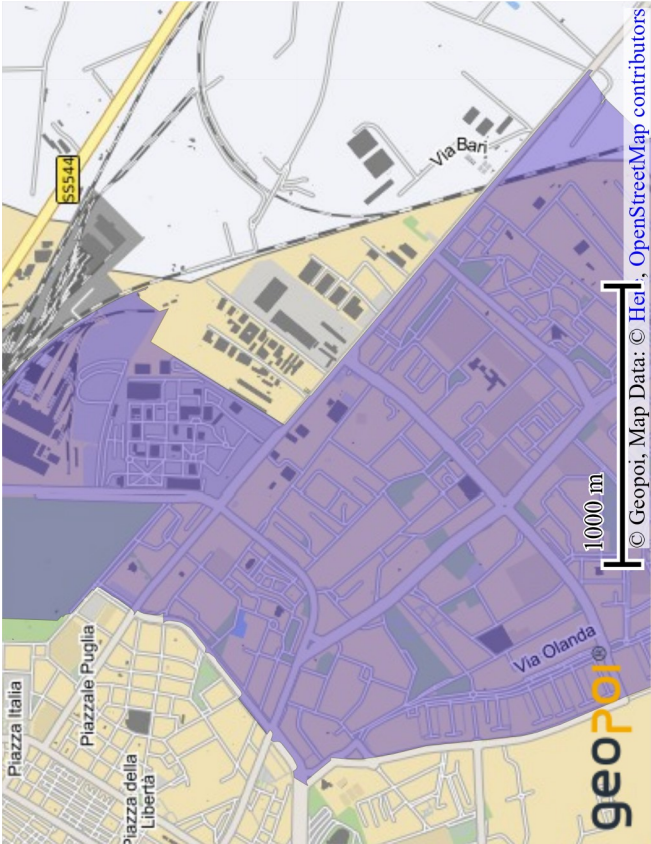 SS544
Via Bari
Piazza Italia
Piazzale Puglia
Piazza della
Libertà
Via Olanda
1000 m
geoPOI®
© Geopoi, Map Data: © Here, OpenStreetMap contributors